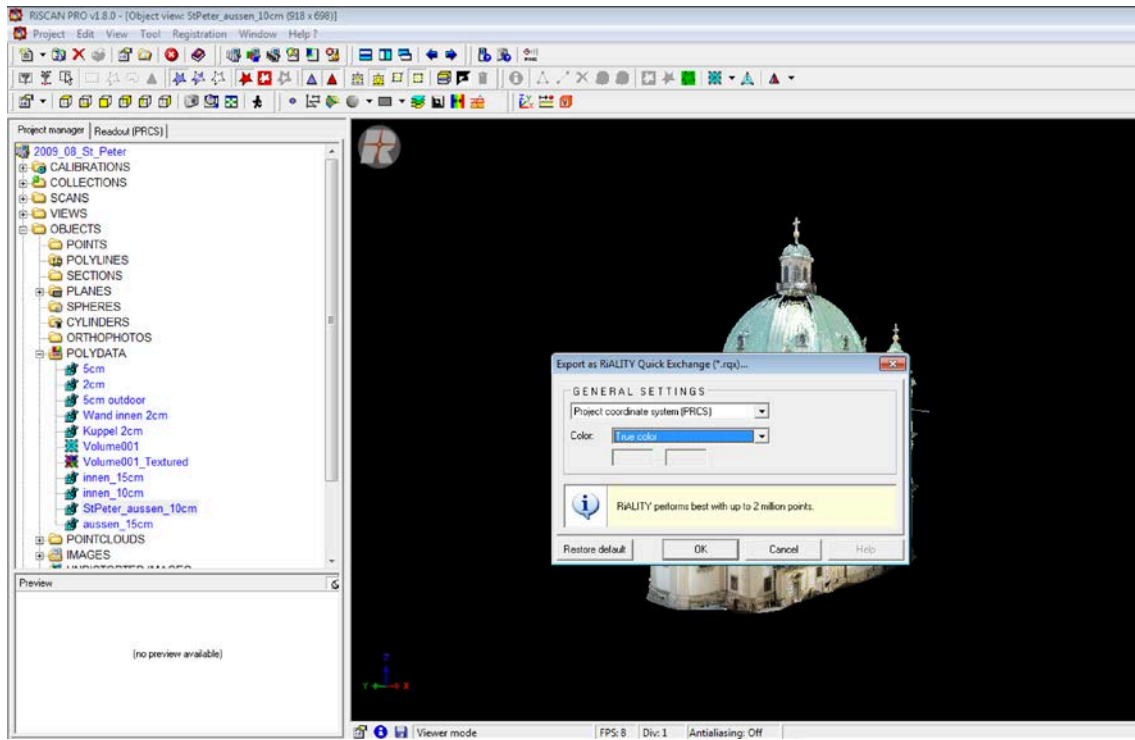 RiSCAN PRO v1.8.0 - [Object view: StPeter_aussen_10cm (918 x 698)]
Project Edit View Tool Registration Window Help ?
Project manager Readout (PRCS)
2009_08_St_Peter
CALIBRATIONS
COLLECTIONS
SCANS
VIEWS
OBJECTS
POINTS
POLYLINES
SECTIONS
PLANES
SPHERES
CYLINDERS
ORTHOPHOTOS
POLYDATA
5cm
2cm
5cm outdoor
Wand innen 2cm
Kuppel 2cm
Volume001
Volume001_Textured
innen_15cm
innen_10cm
StPeter_aussen_10cm
aussen_15cm
POINTCLOUDS
IMAGES
Preview
(no preview available)
Export as RiALITY Quick Exchange (*.rqx)...
GENERAL SETTINGS
Project coordinate system (PRCS)
Color: True color
RiALITY performs best with up to 2 million points.
Restore default OK Cancel Help
Z
Y X
Viewer mode FPS: 8 Div: 1 Antialiasing: Off